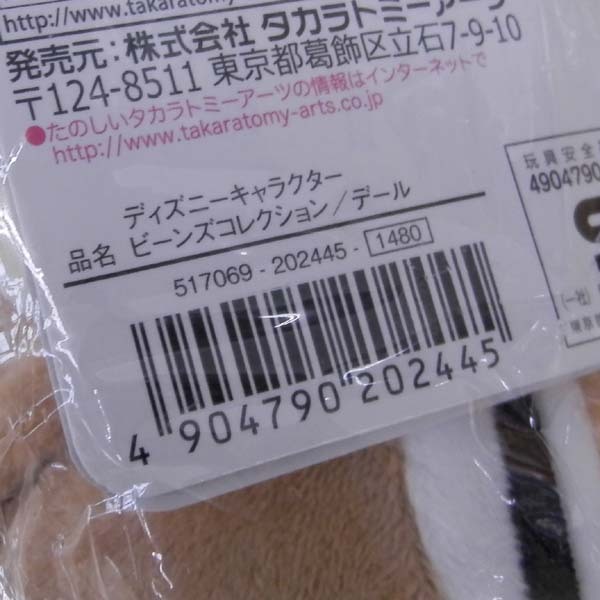 http://www.takaratomy-arts.co.
発売元:株式会社 タカラトミーアーツ
〒124-8511 東京都葛飾区立石7-9-10
●たのしいタカラトミーアーツの情報はインターネットで
http://www.takaratomy-arts.co.jp
品名 ディズニーキャラクター
ビーンズコレクション/デール
517069-202445-1480
4 904790 202445
玩具安全
4904790
(一社)
東京